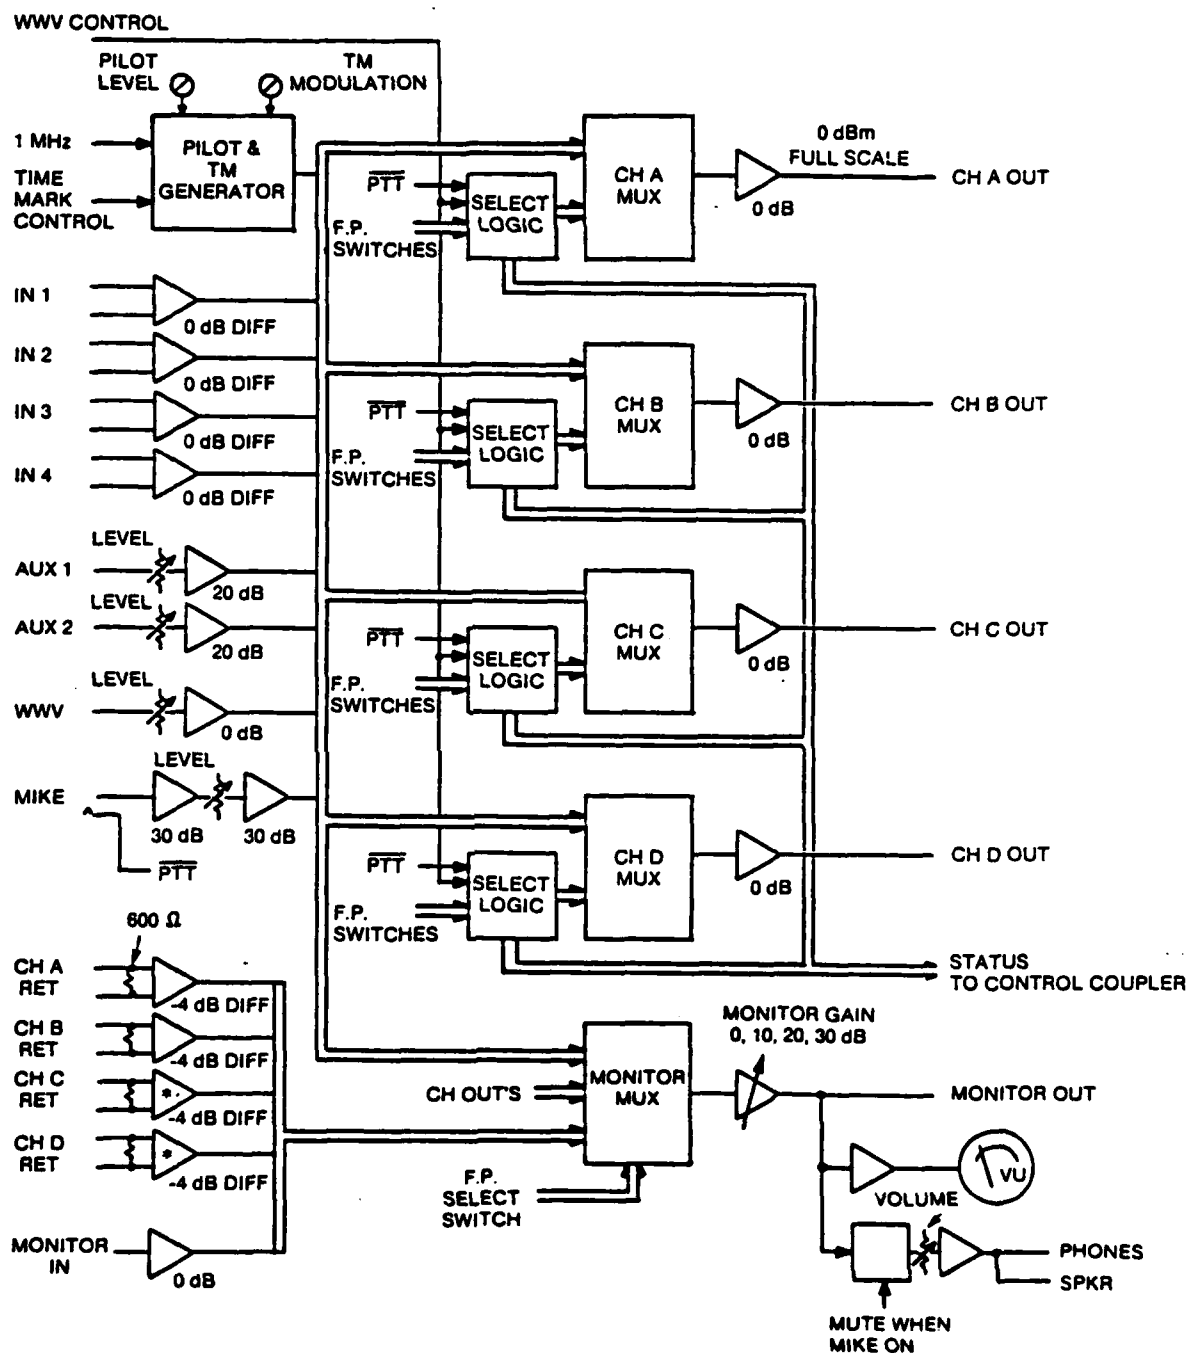 WWV CONTROL
PILOT
LEVEL
TM
MODULATION
1 MHz
TIME
MARK
CONTROL
PILOT &
TM
GENERATOR
PTT
F.P.
SWITCHES
SELECT
LOGIC
CH A
MUX
0 dBm
FULL SCALE
0 dB
CH A OUT
IN 1
0 dB DIFF
IN 2
0 dB DIFF
IN 3
0 dB DIFF
IN 4
0 dB DIFF
PTT
F.P.
SWITCHES
SELECT
LOGIC
CH B
MUX
0 dB
CH B OUT
LEVEL
AUX 1
20 dB
LEVEL
AUX 2
20 dB
LEVEL
WWV
0 dB
PTT
F.P.
SWITCHES
SELECT
LOGIC
CH C
MUX
0 dB
CH C OUT
LEVEL
MIKE
30 dB
30 dB
PTT
PTT
F.P.
SWITCHES
SELECT
LOGIC
CH D
MUX
0 dB
CH D OUT
STATUS
TO CONTROL COUPLER
600 Ω
CH A
RET
-4 dB DIFF
CH B
RET
-4 dB DIFF
CH C
RET
*
-4 dB DIFF
CH D
RET
*
-4 dB DIFF
MONITOR
IN
0 dB
CH OUT'S
F.P.
SELECT
SWITCH
MONITOR
MUX
MONITOR GAIN
0, 10, 20, 30 dB
MONITOR OUT
VU
VOLUME
PHONES
SPKR
MUTE WHEN
MIKE ON